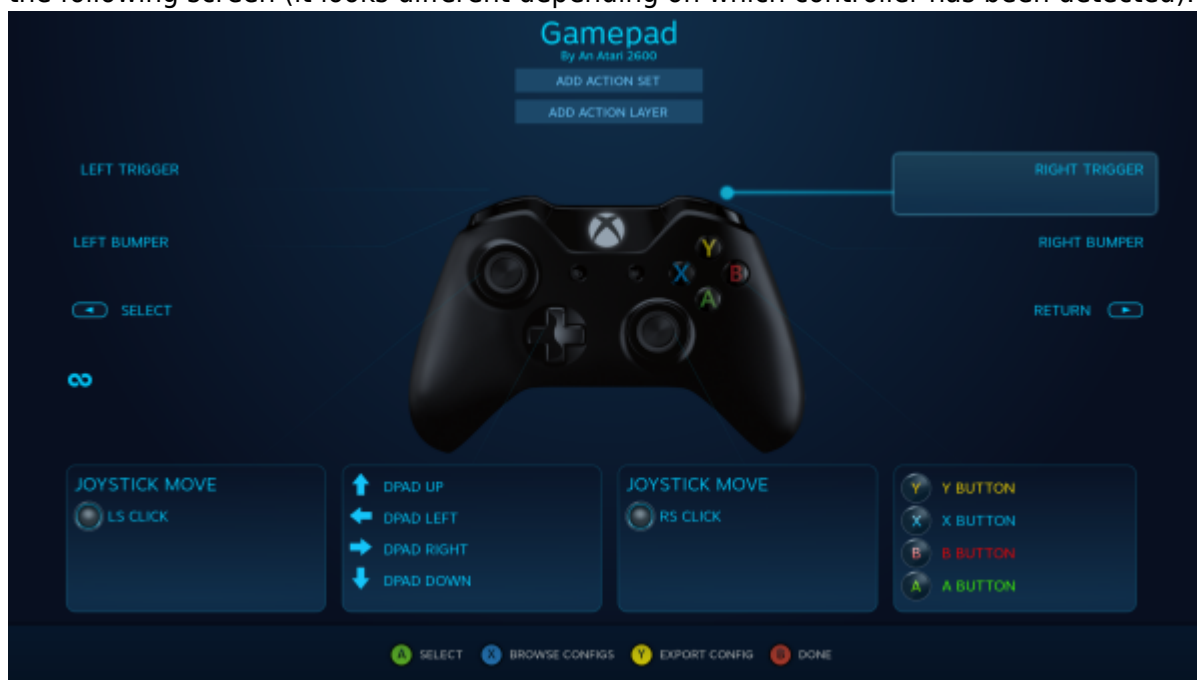 the following screen (it looks different depending on which controller has been detected).
Gamepad
By An Atari 2600
ADD ACTION SET
ADD ACTION LAYER
LEFT TRIGGER
RIGHT TRIGGER
LEFT BUMPER
RIGHT BUMPER
SELECT
RETURN
Y
X
B
A
JOYSTICK MOVE
LS CLICK
DPAD UP
DPAD LEFT
DPAD RIGHT
DPAD DOWN
JOYSTICK MOVE
RS CLICK
Y Y BUTTON
X X BUTTON
B B BUTTON
A A BUTTON
A SELECT X BROWSE CONFIGS Y EXPORT CONFIG B DONE